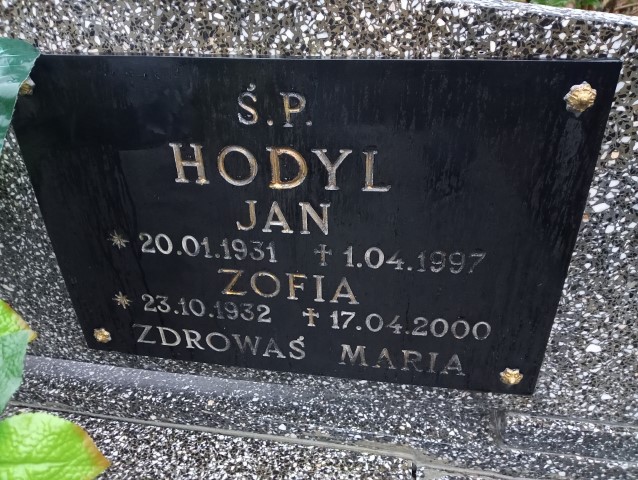 Ś.P.
HODYL
JAN
* 20.01.1931 † 1.04.1997
ZOFIA
* 23.10.1932 † 17.04.2000
ZDROWAŚ MARIA